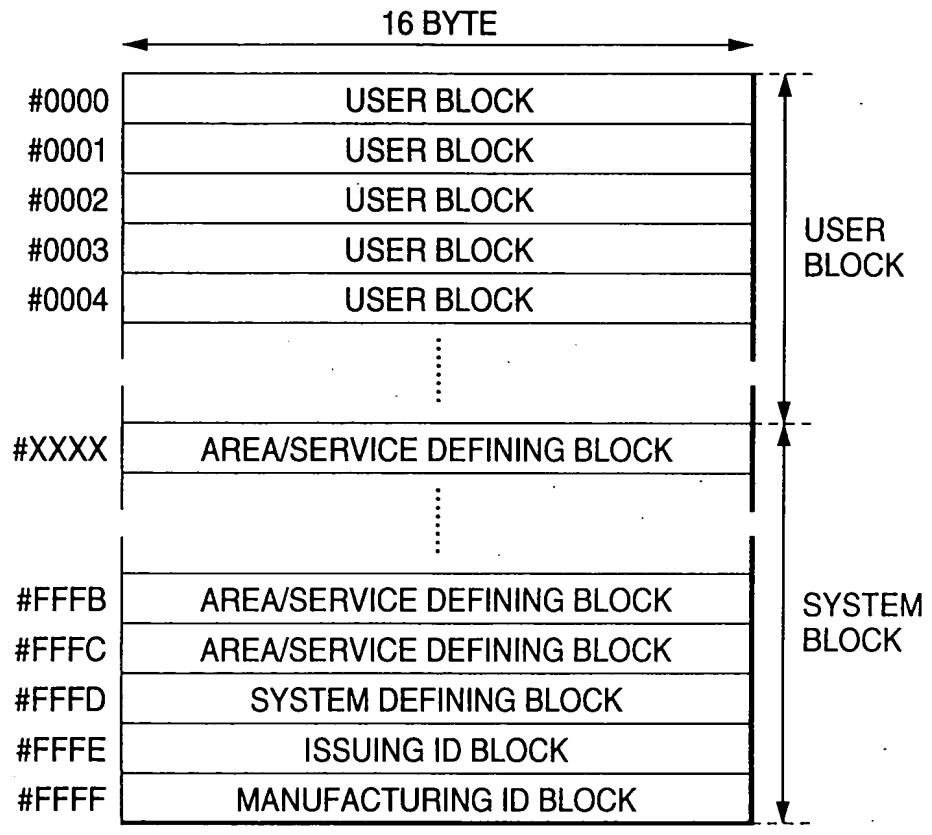 16 BYTE
#0000 USER BLOCK
#0001 USER BLOCK
#0002 USER BLOCK
#0003 USER BLOCK
#0004 USER BLOCK
USER
BLOCK
#XXXX AREA/SERVICE DEFINING BLOCK
#FFFB AREA/SERVICE DEFINING BLOCK
#FFFC AREA/SERVICE DEFINING BLOCK
#FFFD SYSTEM DEFINING BLOCK
#FFFE ISSUING ID BLOCK
#FFFF MANUFACTURING ID BLOCK
SYSTEM
BLOCK